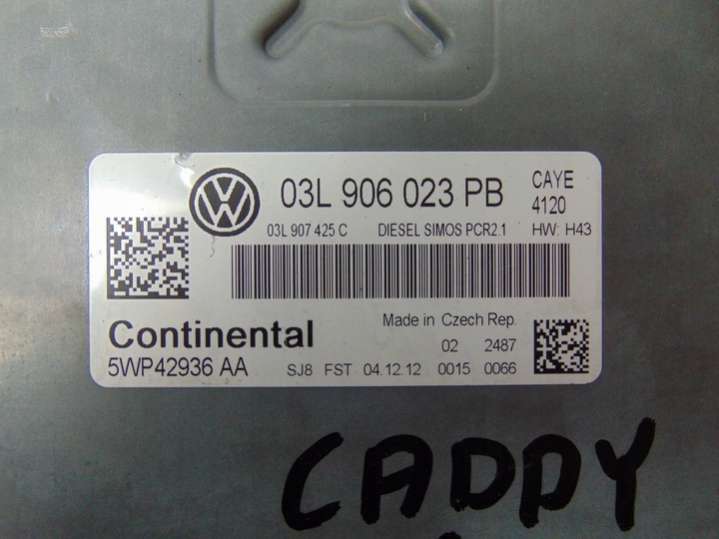 03L 906 023 PB CAYE
4120
03L 907 425 C DIESEL SIMOS PCR2.1 HW: H43
Continental Made in Czech Rep.
02 2487
5WP42936 AA SJ8 FST 04.12.12 0015 0066
CADDY